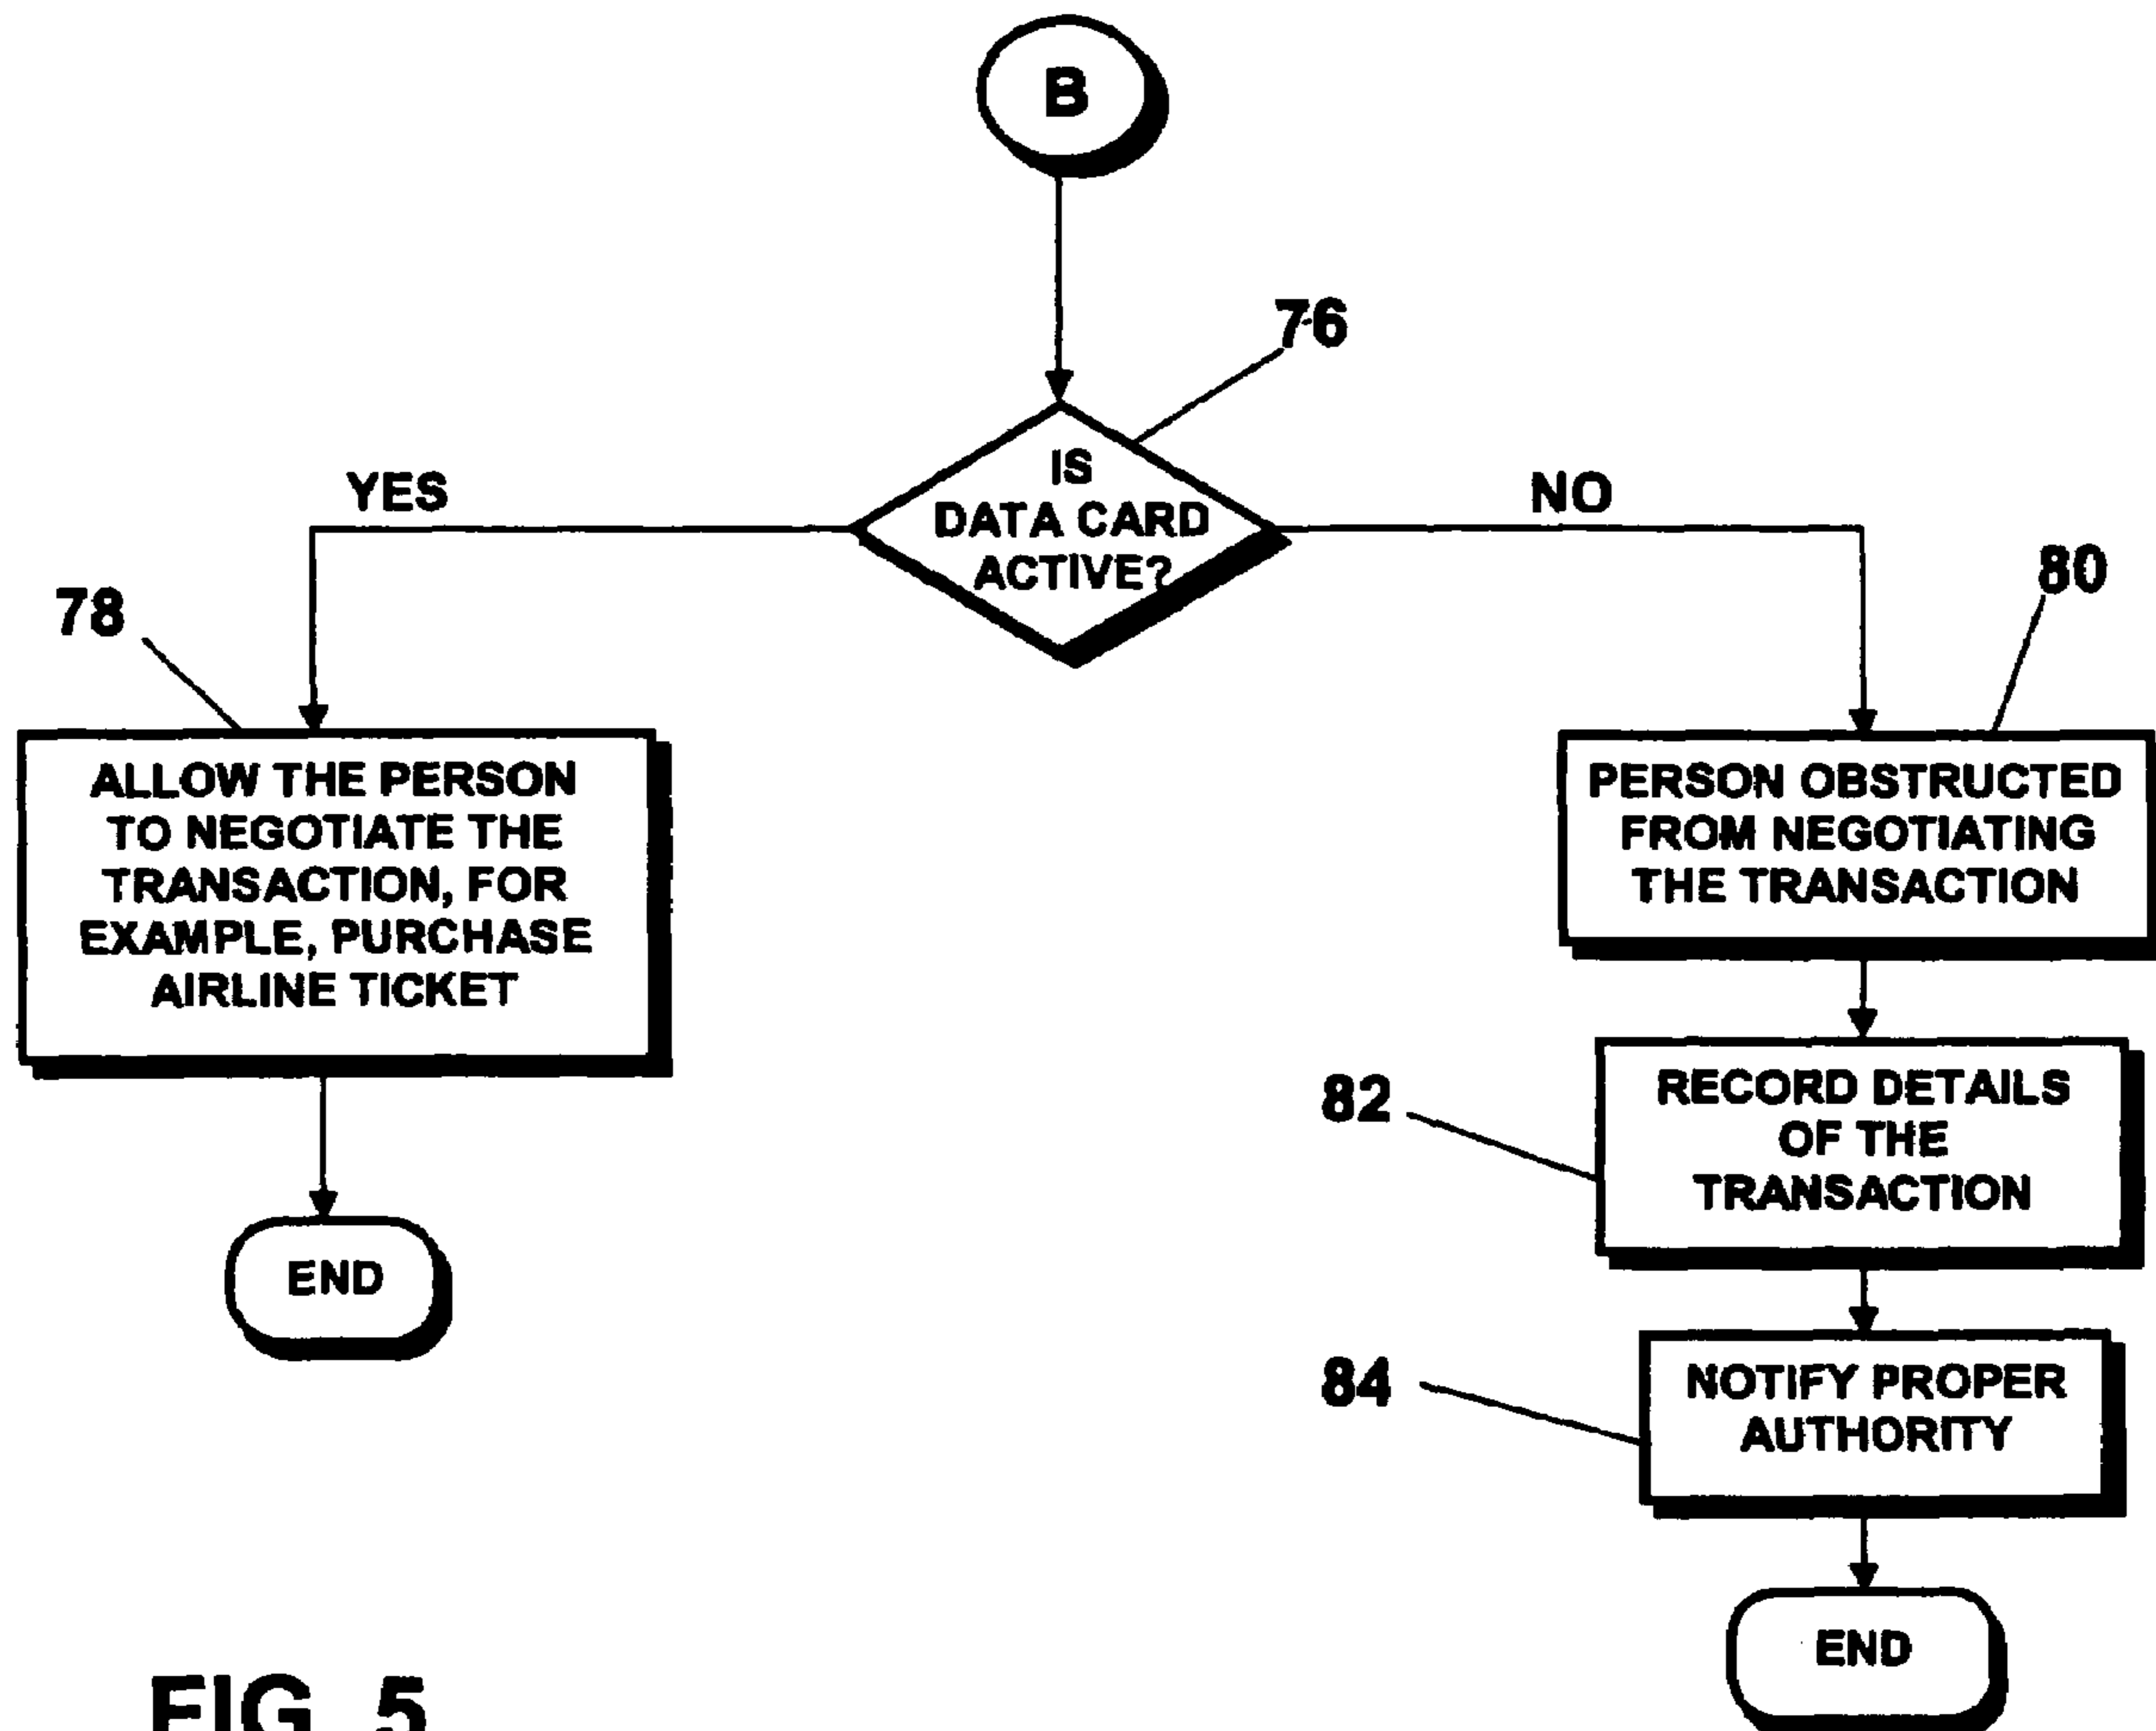 B
76
IS
DATA CARD
ACTIVE?
YES
NO
78
80
ALLOW THE PERSON
TO NEGOTIATE THE
TRANSACTION, FOR
EXAMPLE, PURCHASE
AIRLINE TICKET
END
PERSON OBSTRUCTED
FROM NEGOTIATING
THE TRANSACTION
82
RECORD DETAILS
OF THE
TRANSACTION
84
NOTIFY PROPER
AUTHORITY
END
FIG. 5